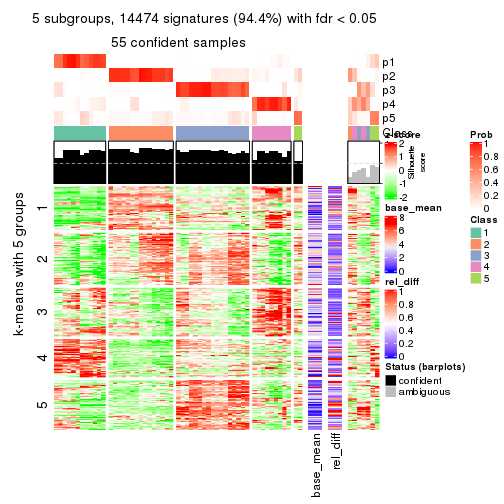 5 subgroups, 14474 signatures (94.4%) with fdr < 0.05
55 confident samples
p1
p2
p3
p4
p5
Class
z-score
2
1
0
-1
-2
Silhouette
score
base_mean
8
6
4
2
0
rel_diff
1
0.8
0.6
0.4
0.2
0
Status (barplots)
confident
ambiguous
Prob
1
0.8
0.6
0.4
0.2
0
Class
1
2
3
4
5
k-means with 5 groups
1
2
3
4
5
base_mean
rel_diff